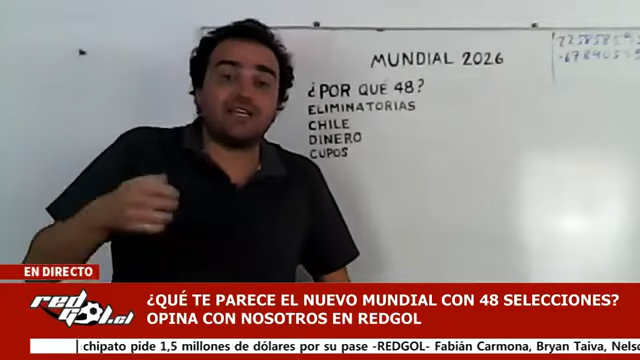 MUNDIAL 2026
¿POR QUÉ 48?
ELIMINATORIAS
CHILE
DINERO
CUPOS
EN DIRECTO
red gol.cl
¿QUÉ TE PARECE EL NUEVO MUNDIAL CON 48 SELECCIONES?
OPINA CON NOSOTROS EN REDGOL
chipato pide 1,5 millones de dólares por su pase -REDGOL- Fabián Carmona, Bryan Taiva, Nels